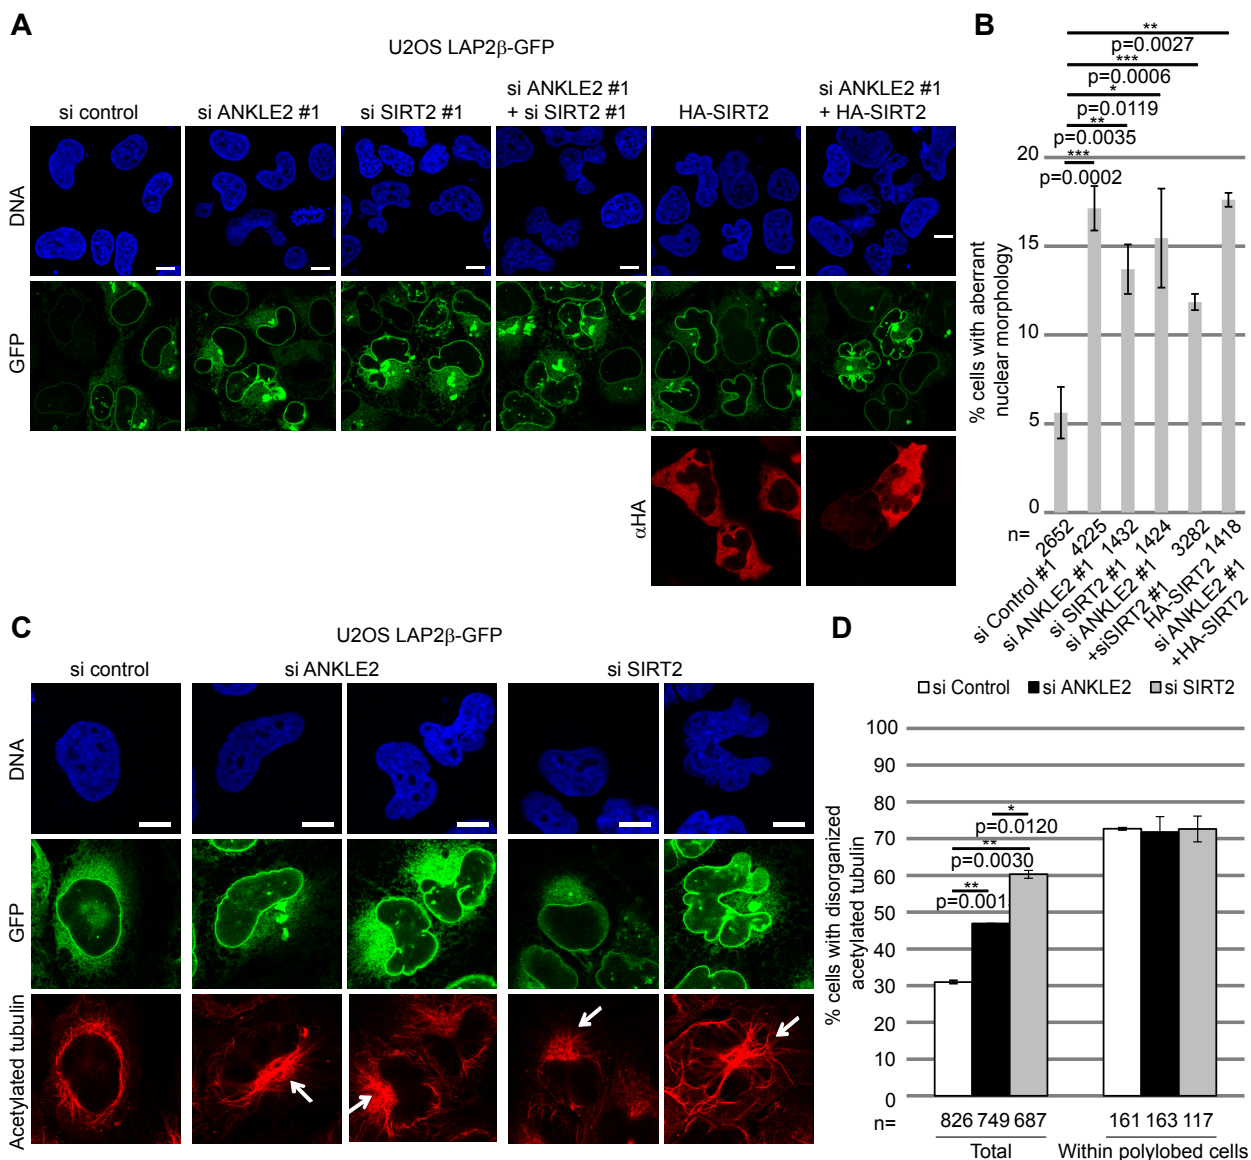 A
U2OS LAP2β-GFP
si control
si ANKLE2 #1
si SIRT2 #1
si ANKLE2 #1
+ si SIRT2 #1
HA-SIRT2
si ANKLE2 #1
+ HA-SIRT2
DNA
GFP
αHA
B
**
p=0.0027
***
p=0.0006
*
p=0.0119
**
p=0.0035
***
p=0.0002
20
15
10
5
0
% cells with aberrant
nuclear morphology
n=
2652
4225
1432
1424
3282
1418
si Control #1
si ANKLE2 #1
si SIRT2 #1
si ANKLE2 #1
+siSIRT2 #1
HA-SIRT2
si ANKLE2 #1
+HA-SIRT2
C
U2OS LAP2β-GFP
si control
si ANKLE2
si SIRT2
DNA
GFP
Acetylated tubulin
D
si Control
si ANKLE2
si SIRT2
100
90
80
70
60
50
40
30
20
10
0
% cells with disorganized
acetylated tubulin
*
p=0.0120
**
p=0.0030
**
p=0.001
n=
826 749 687
161 163 117
Total
Within polylobed cells